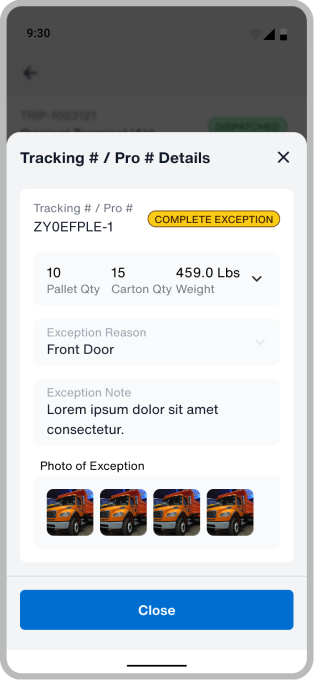 9:30
TRIP-1003121
DISPATCHED
Tracking # / Pro # Details
Tracking # / Pro #
ZY0EFPLE-1
COMPLETE EXCEPTION
10 15 459.0 Lbs
Pallet Qty Carton Qty Weight
Exception Reason
Front Door
Exception Note
Lorem ipsum dolor sit amet
consectetur.
Photo of Exception
Close